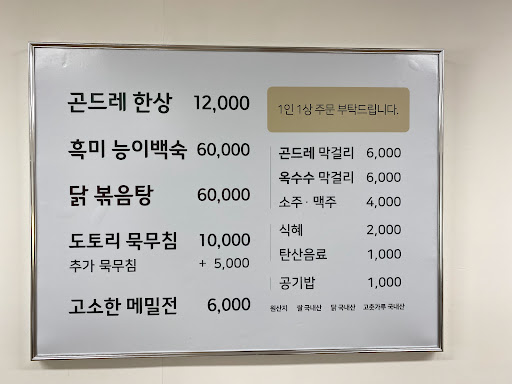 곤드레 한상 12,000
흑미 능이백숙 60,000
닭 볶음탕 60,000
도토리 묵무침 10,000
추가 묵무침 + 5,000
고소한 메밀전 6,000
1인 1상 주문 부탁드립니다.
곤드레 막걸리 6,000
옥수수 막걸리 6,000
소주 · 맥주 4,000
식혜 2,000
탄산음료 1,000
공기밥 1,000
원산지 쌀 국내산 닭 국내산 고춧가루 국내산